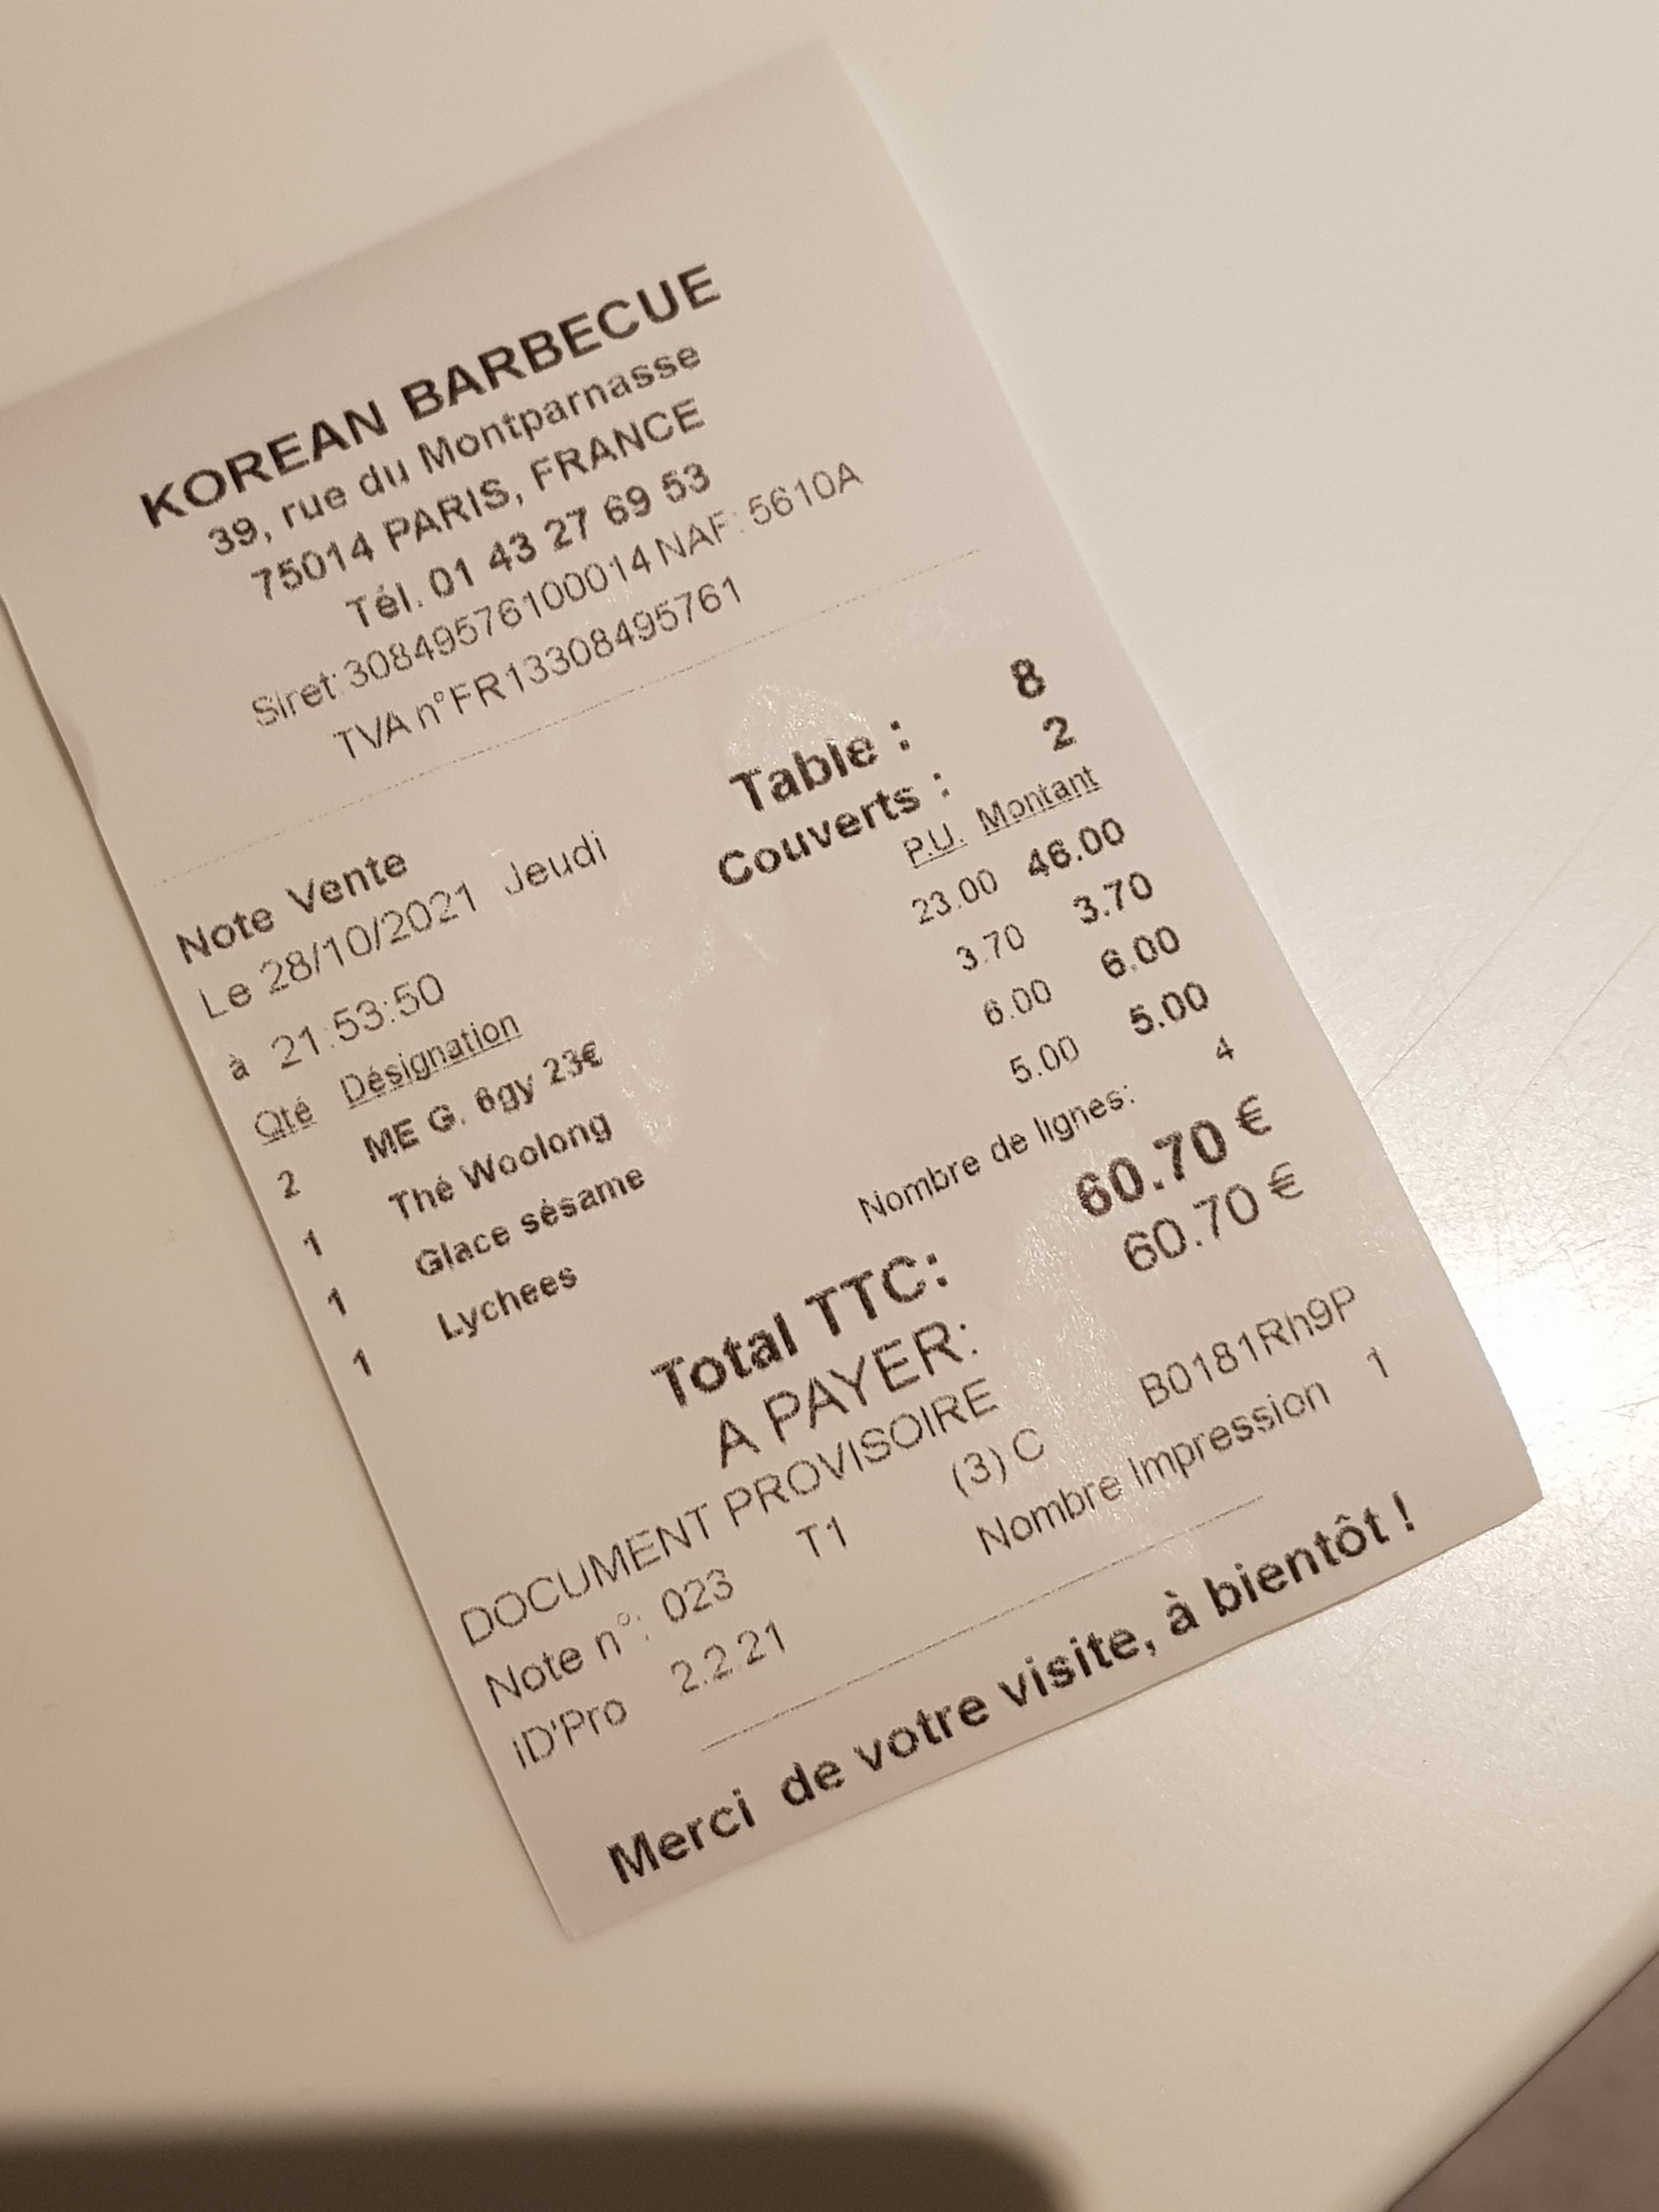 KOREAN BARBECUE
39, rue du Montparnasse
75014 PARIS, FRANCE
Tél. 01 43 27 69 53
Siret:30849576100014 NAF: 5610A
TVA n°FR13308495761
Note Vente Table : 8
Le 28/10/2021 Jeudi Couverts : 2
à 21:53:50
Qté Désignation P.U. Montant
2 ME G. 6gy 23€ 23.00 46.00
1 Thé Woolong 3.70 3.70
1 Glace sésame 6.00 6.00
1 Lychees 5.00 5.00
Nombre de lignes: 4
Total TTC: 60.70 €
A PAYER: 60.70 €
DOCUMENT PROVISOIRE
Note n°: 023 T1 (3) C B0181Rh9P
ID'Pro 2.2.21 Nombre Impression 1
Merci de votre visite, à bientôt !